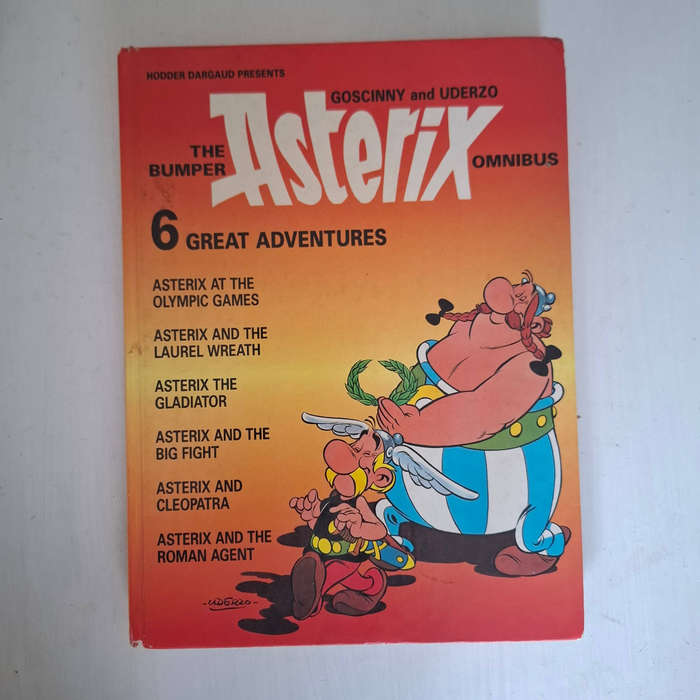 HODDER DARGAUD PRESENTS
GOSCINNY and UDERZO
THE BUMPER Asterix OMNIBUS
6 GREAT ADVENTURES
ASTERIX AT THE
OLYMPIC GAMES
ASTERIX AND THE
LAUREL WREATH
ASTERIX THE
GLADIATOR
ASTERIX AND THE
BIG FIGHT
ASTERIX AND
CLEOPATRA
ASTERIX AND THE
ROMAN AGENT
UDERZO